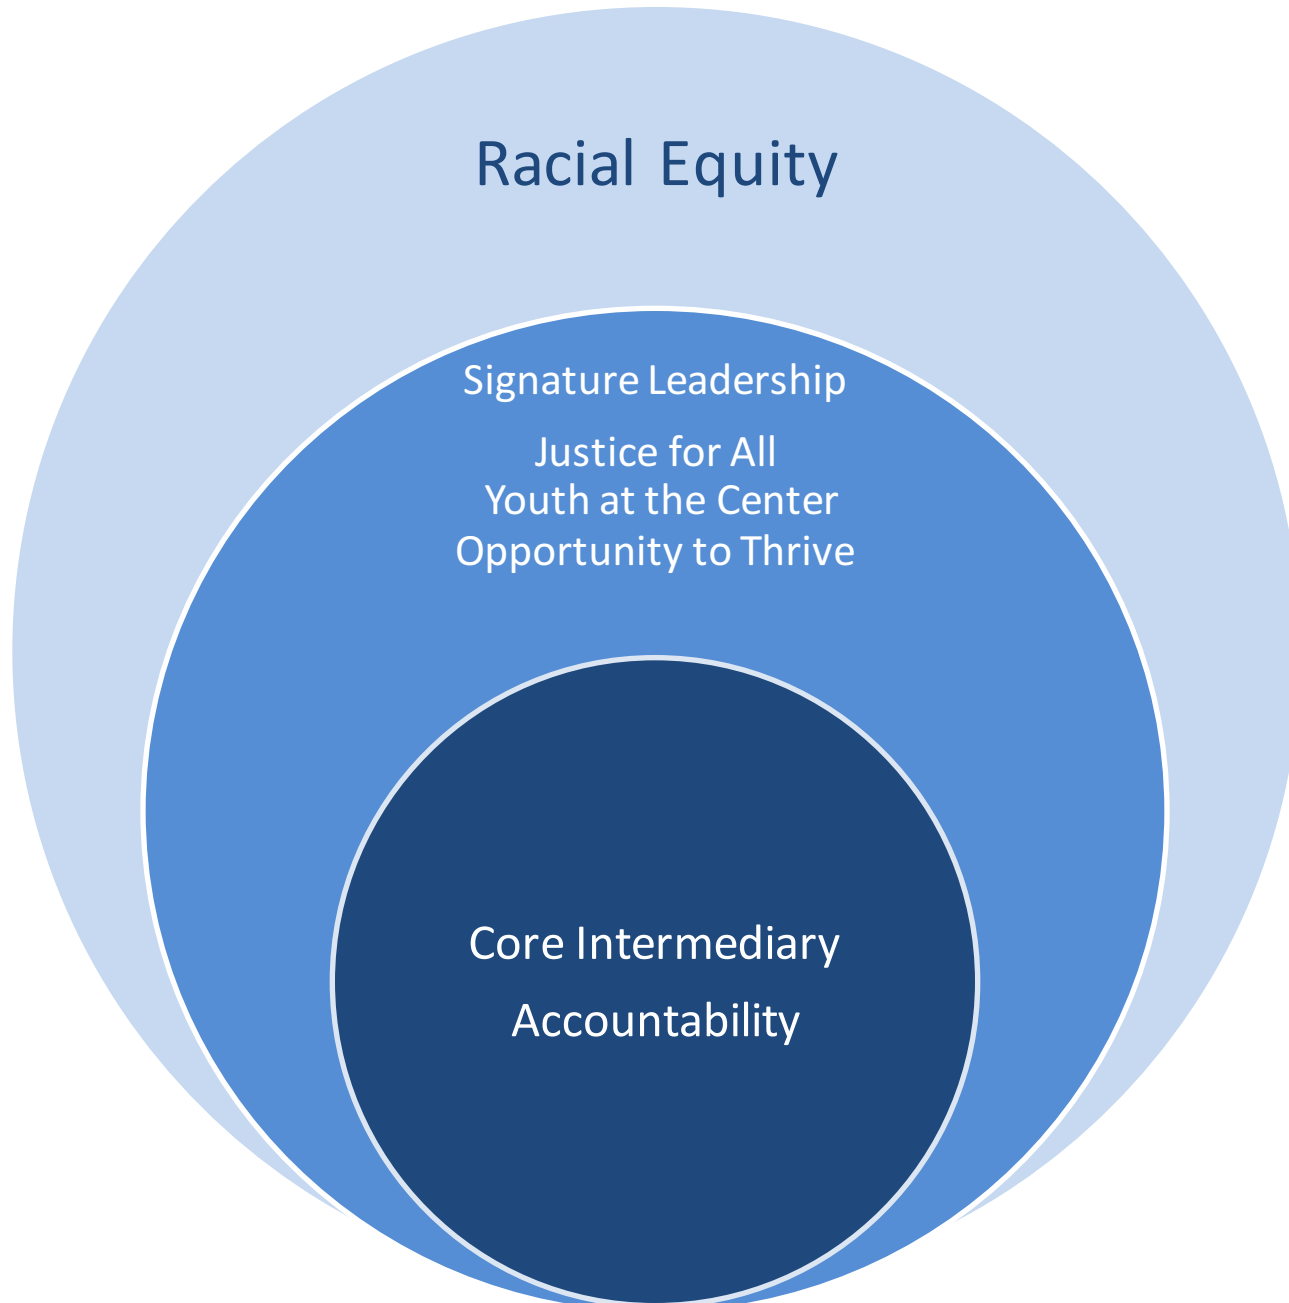 Racial Equity
Signature Leadership
Justice for All
Youth at the Center
Opportunity to Thrive
Core Intermediary
Accountability